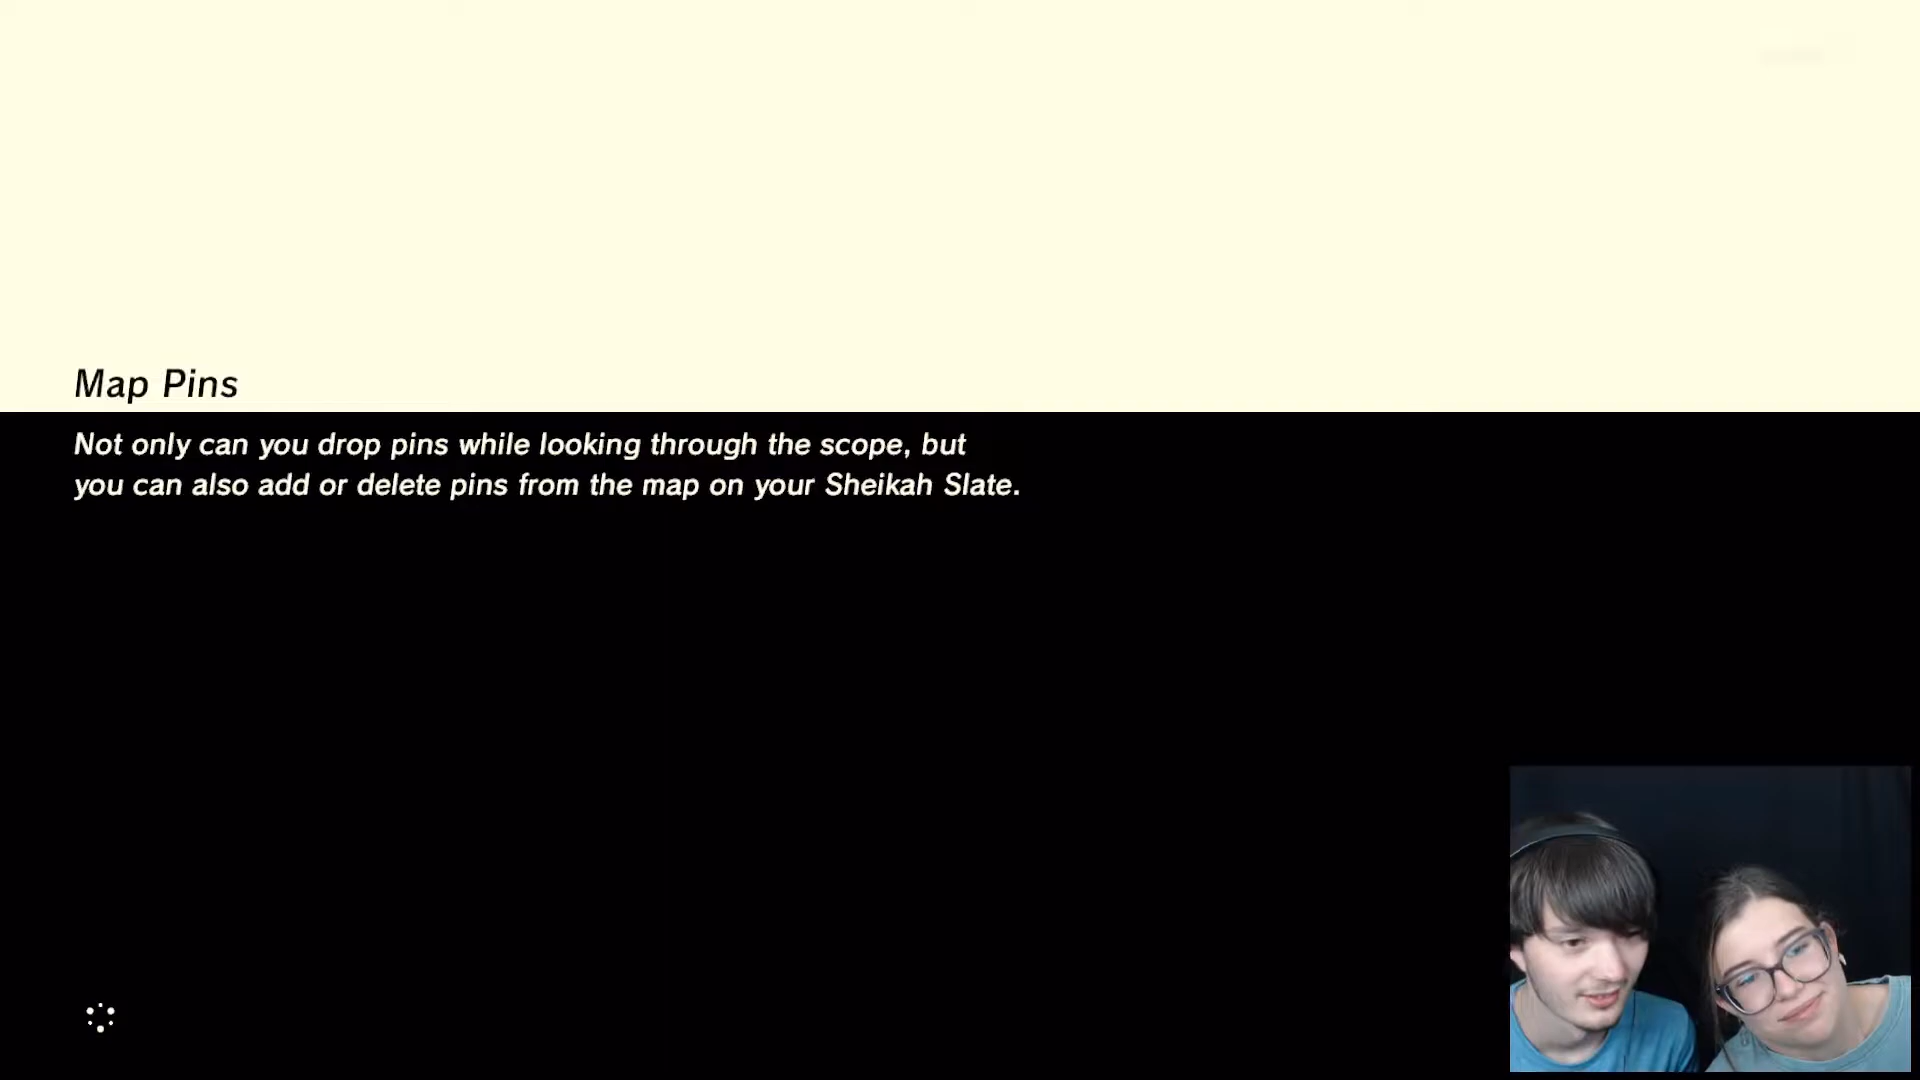 Map Pins
Not only can you drop pins while looking through the scope, but
you can also add or delete pins from the map on your Sheikah Slate.